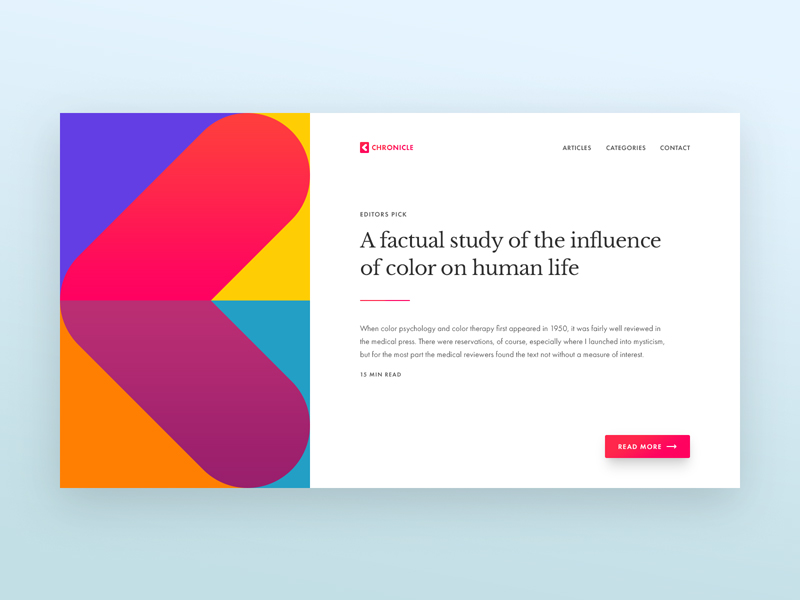 CHRONICLE
ARTICLES CATEGORIES CONTACT
EDITORS PICK
A factual study of the influence
of color on human life
When color psychology and color therapy first appeared in 1950, it was fairly well reviewed in
the medical press. There were reservations, of course, especially where I launched into mysticism,
but for the most part the medical reviewers found the text not without a measure of interest.
15 MIN READ
READ MORE